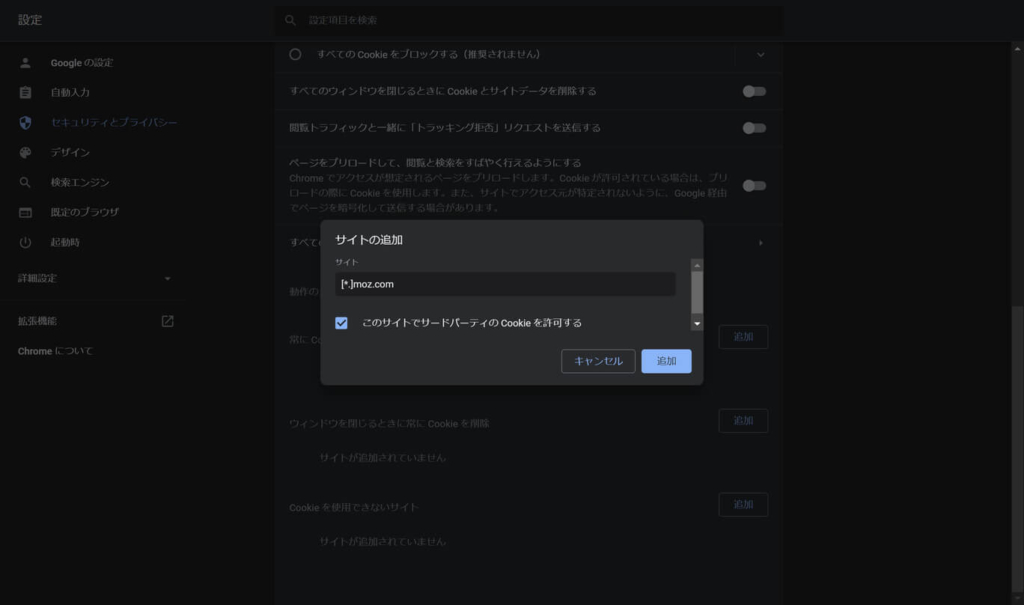 設定
設定項目を検索
Google の設定
自動入力
セキュリティとプライバシー
デザイン
検索エンジン
既定のブラウザ
起動時
詳細設定
拡張機能
Chrome について
すべての Cookie をブロックする（推奨されません）
すべてのウィンドウを閉じるときに Cookie とサイトデータを削除する
閲覧トラフィックと一緒に「トラッキング拒否」リクエストを送信する
ページをプリロードして、閲覧と検索をすばやく行えるようにする
Chrome でアクセスが想定されるページをプリロードします。Cookie が許可されている場合は、プリ
ロードの際に Cookie を使用します。また、サイトでアクセス元が特定されないように、Google 経由
でページを暗号化して送信する場合があります。
すべて
サイトの追加
サイト
[*.]moz.com
このサイトでサードパーティの Cookie を許可する
キャンセル
追加
動作の
常に
追加
ウィンドウを閉じるときに常に Cookie を削除
追加
サイトが追加されていません
Cookie を使用できないサイト
追加
サイトが追加されていません